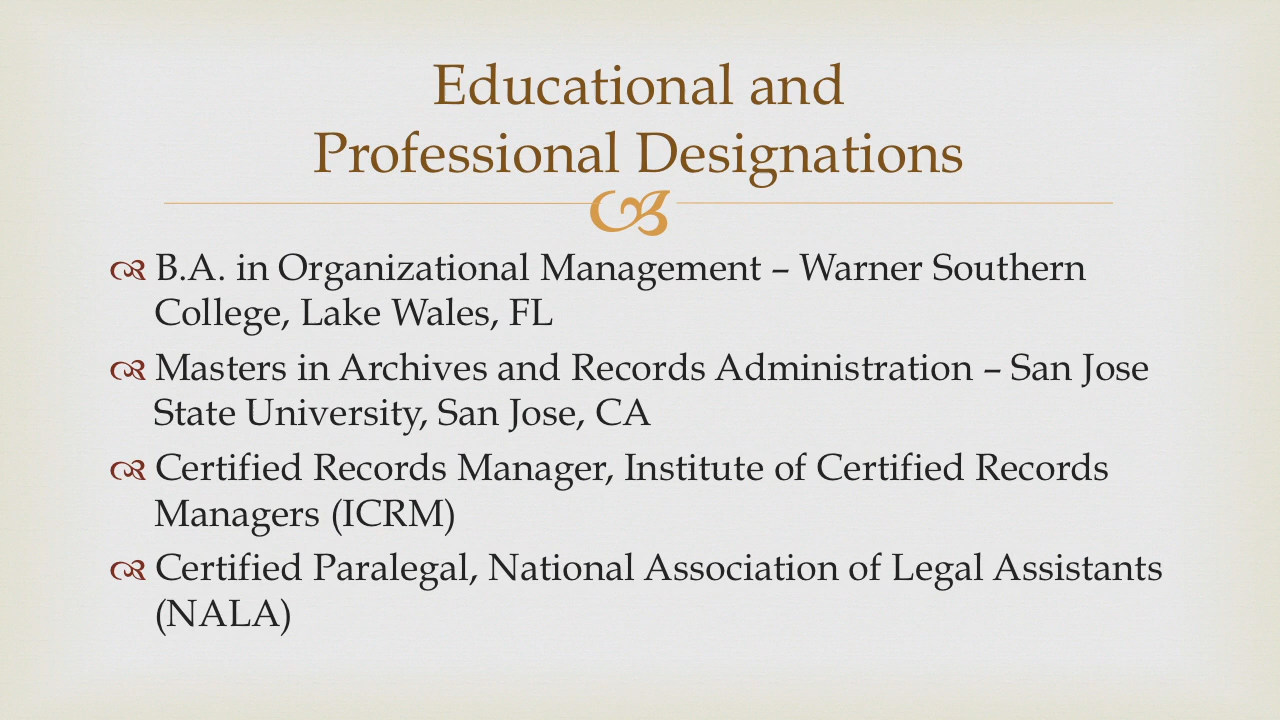 Educational and
Professional Designations
B.A. in Organizational Management – Warner Southern
College, Lake Wales, FL
Masters in Archives and Records Administration – San Jose
State University, San Jose, CA
Certified Records Manager, Institute of Certified Records
Managers (ICRM)
Certified Paralegal, National Association of Legal Assistants
(NALA)